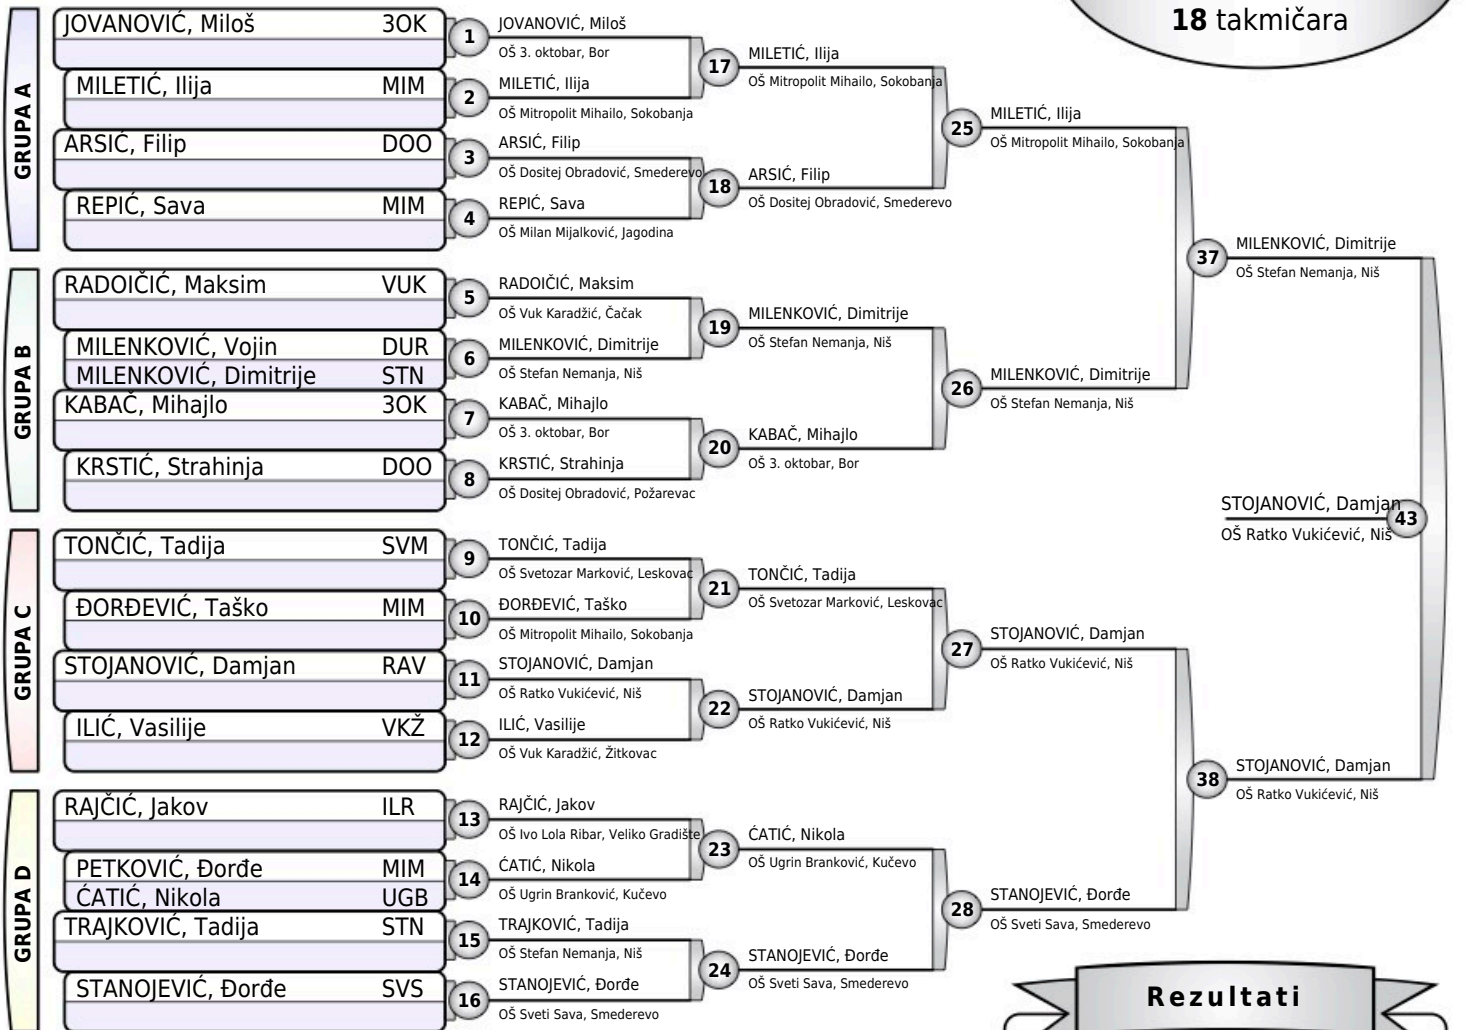 18 takmičara
GRUPA A
JOVANOVIĆ, Miloš 3OK
MILETIĆ, Ilija MIM
ARSIĆ, Filip DOO
REPIĆ, Sava MIM
1 JOVANOVIĆ, Miloš
OŠ 3. oktobar, Bor
2 MILETIĆ, Ilija
OŠ Mitropolit Mihailo, Sokobanja
3 ARSIĆ, Filip
OŠ Dositej Obradović, Smederevo
4 REPIĆ, Sava
OŠ Milan Mijalković, Jagodina
17 MILETIĆ, Ilija
OŠ Mitropolit Mihailo, Sokobanja
18 ARSIĆ, Filip
OŠ Dositej Obradović, Smederevo
25 MILETIĆ, Ilija
OŠ Mitropolit Mihailo, Sokobanja
GRUPA B
RADOIČIĆ, Maksim VUK
MILENKOVIĆ, Vojin DUR
MILENKOVIĆ, Dimitrije STN
KABAČ, Mihajlo 3OK
KRSTIĆ, Strahinja DOO
5 RADOIČIĆ, Maksim
OŠ Vuk Karadžić, Čačak
6 MILENKOVIĆ, Dimitrije
OŠ Stefan Nemanja, Niš
7 KABAČ, Mihajlo
OŠ 3. oktobar, Bor
8 KRSTIĆ, Strahinja
OŠ Dositej Obradović, Požarevac
19 MILENKOVIĆ, Dimitrije
OŠ Stefan Nemanja, Niš
20 KABAČ, Mihajlo
OŠ 3. oktobar, Bor
26 MILENKOVIĆ, Dimitrije
OŠ Stefan Nemanja, Niš
37 MILENKOVIĆ, Dimitrije
OŠ Stefan Nemanja, Niš
GRUPA C
TONČIĆ, Tadija SVM
ĐORĐEVIĆ, Taško MIM
STOJANOVIĆ, Damjan RAV
ILIĆ, Vasilije VKŽ
9 TONČIĆ, Tadija
OŠ Svetozar Marković, Leskovac
10 ĐORĐEVIĆ, Taško
OŠ Mitropolit Mihailo, Sokobanja
11 STOJANOVIĆ, Damjan
OŠ Ratko Vukićević, Niš
12 ILIĆ, Vasilije
OŠ Vuk Karadžić, Žitkovac
21 TONČIĆ, Tadija
OŠ Svetozar Marković, Leskovac
22 STOJANOVIĆ, Damjan
OŠ Ratko Vukićević, Niš
27 STOJANOVIĆ, Damjan
OŠ Ratko Vukićević, Niš
GRUPA D
RAJČIĆ, Jakov ILR
PETKOVIĆ, Đorđe MIM
ĆATIĆ, Nikola UGB
TRAJKOVIĆ, Tadija STN
STANOJEVIĆ, Đorđe SVS
13 RAJČIĆ, Jakov
OŠ Ivo Lola Ribar, Veliko Gradište
14 ĆATIĆ, Nikola
OŠ Ugrin Branković, Kučevo
15 TRAJKOVIĆ, Tadija
OŠ Stefan Nemanja, Niš
16 STANOJEVIĆ, Đorđe
OŠ Sveti Sava, Smederevo
23 ĆATIĆ, Nikola
OŠ Ugrin Branković, Kučevo
24 STANOJEVIĆ, Đorđe
OŠ Sveti Sava, Smederevo
28 STANOJEVIĆ, Đorđe
OŠ Sveti Sava, Smederevo
38 STOJANOVIĆ, Damjan
OŠ Ratko Vukićević, Niš
STOJANOVIĆ, Damjan 43
OŠ Ratko Vukićević, Niš
Rezultati